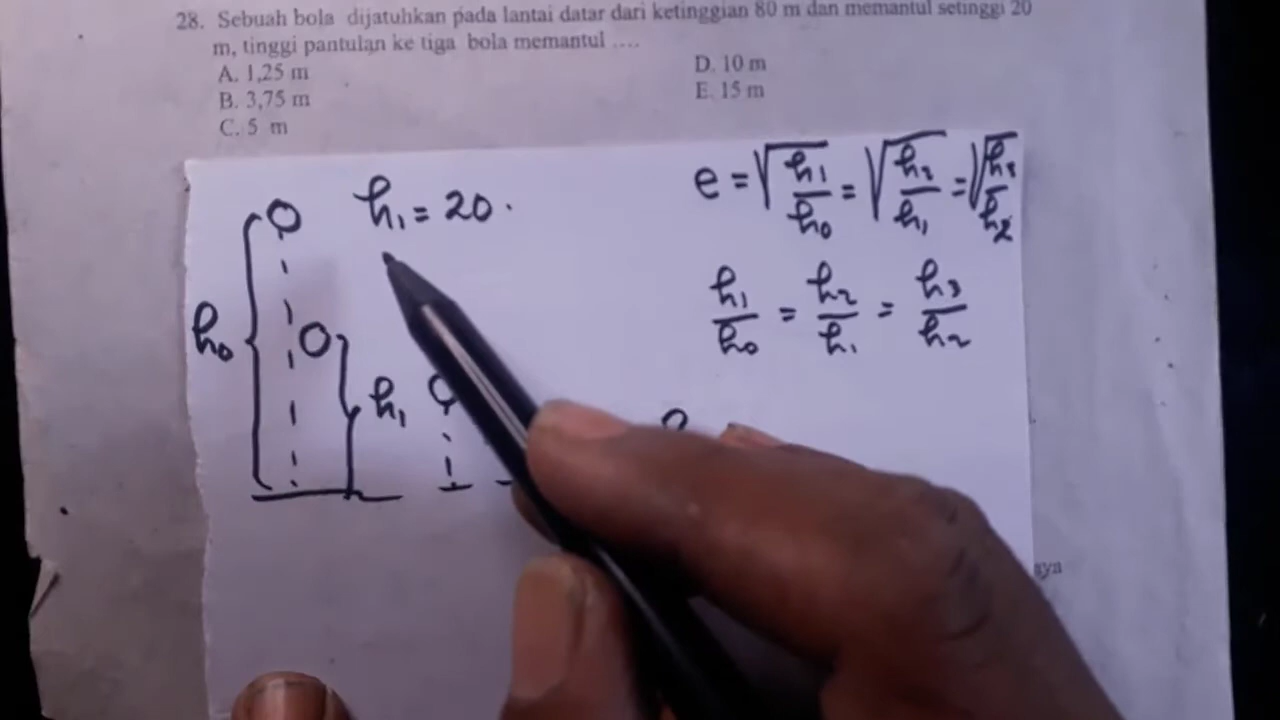 28. Sebuah bola dijatuhkan pada lantai datar dari ketinggian 80 m dan memantul setinggi 20
m, tinggi pantulan ke tiga bola memantul ....
A. 1,25 m
B. 3,75 m
C. 5 m
D. 10 m
E. 15 m
h₁ = 20.
e = √(h₁/h₀) = √(h₂/h₁) = √(h₃/h₂)
h₁/h₀ = h₂/h₁ = h₃/h₂
h₀
h₁